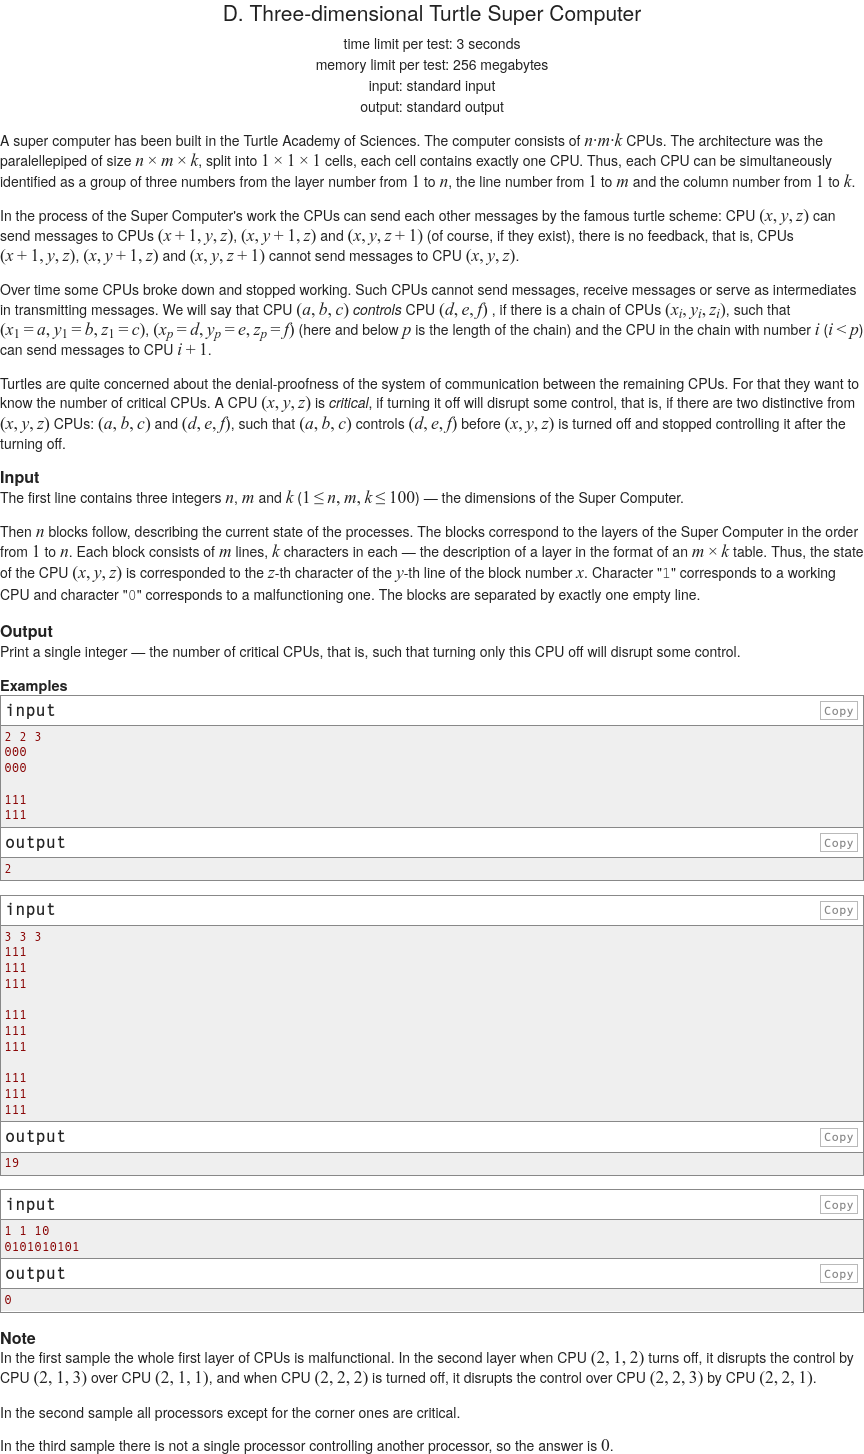 D. Three-dimensional Turtle Super Computer
time limit per test: 3 seconds
memory limit per test: 256 megabytes
input: standard input
output: standard output
A super computer has been built in the Turtle Academy of Sciences. The computer consists of n·m·k CPUs. The architecture was the
paralellepiped of size n × m × k, split into 1 × 1 × 1 cells, each cell contains exactly one CPU. Thus, each CPU can be simultaneously
identified as a group of three numbers from the layer number from 1 to n, the line number from 1 to m and the column number from 1 to k.
In the process of the Super Computer's work the CPUs can send each other messages by the famous turtle scheme: CPU (x, y, z) can
send messages to CPUs (x + 1, y, z), (x, y + 1, z) and (x, y, z + 1) (of course, if they exist), there is no feedback, that is, CPUs
(x + 1, y, z), (x, y + 1, z) and (x, y, z + 1) cannot send messages to CPU (x, y, z).
Over time some CPUs broke down and stopped working. Such CPUs cannot send messages, receive messages or serve as intermediates
in transmitting messages. We will say that CPU (a, b, c) controls CPU (d, e, f) , if there is a chain of CPUs (xi, yi, zi), such that
(x1 = a, y1 = b, z1 = c), (xp = d, yp = e, zp = f) (here and below p is the length of the chain) and the CPU in the chain with number i (i < p)
can send messages to CPU i + 1.
Turtles are quite concerned about the denial-proofness of the system of communication between the remaining CPUs. For that they want to
know the number of critical CPUs. A CPU (x, y, z) is critical, if turning it off will disrupt some control, that is, if there are two distinctive from
(x, y, z) CPUs: (a, b, c) and (d, e, f), such that (a, b, c) controls (d, e, f) before (x, y, z) is turned off and stopped controlling it after the
turning off.
Input
The first line contains three integers n, m and k (1 ≤ n, m, k ≤ 100) — the dimensions of the Super Computer.
Then n blocks follow, describing the current state of the processes. The blocks correspond to the layers of the Super Computer in the order
from 1 to n. Each block consists of m lines, k characters in each — the description of a layer in the format of an m × k table. Thus, the state
of the CPU (x, y, z) is corresponded to the z-th character of the y-th line of the block number x. Character "1" corresponds to a working
CPU and character "0" corresponds to a malfunctioning one. The blocks are separated by exactly one empty line.
Output
Print a single integer — the number of critical CPUs, that is, such that turning only this CPU off will disrupt some control.
Examples
input Copy
2 2 3
000
000
111
111
output Copy
2
input Copy
3 3 3
111
111
111
111
111
111
111
111
111
output Copy
19
input Copy
1 1 10
0101010101
output Copy
0
Note
In the first sample the whole first layer of CPUs is malfunctional. In the second layer when CPU (2, 1, 2) turns off, it disrupts the control by
CPU (2, 1, 3) over CPU (2, 1, 1), and when CPU (2, 2, 2) is turned off, it disrupts the control over CPU (2, 2, 3) by CPU (2, 2, 1).
In the second sample all processors except for the corner ones are critical.
In the third sample there is not a single processor controlling another processor, so the answer is 0.